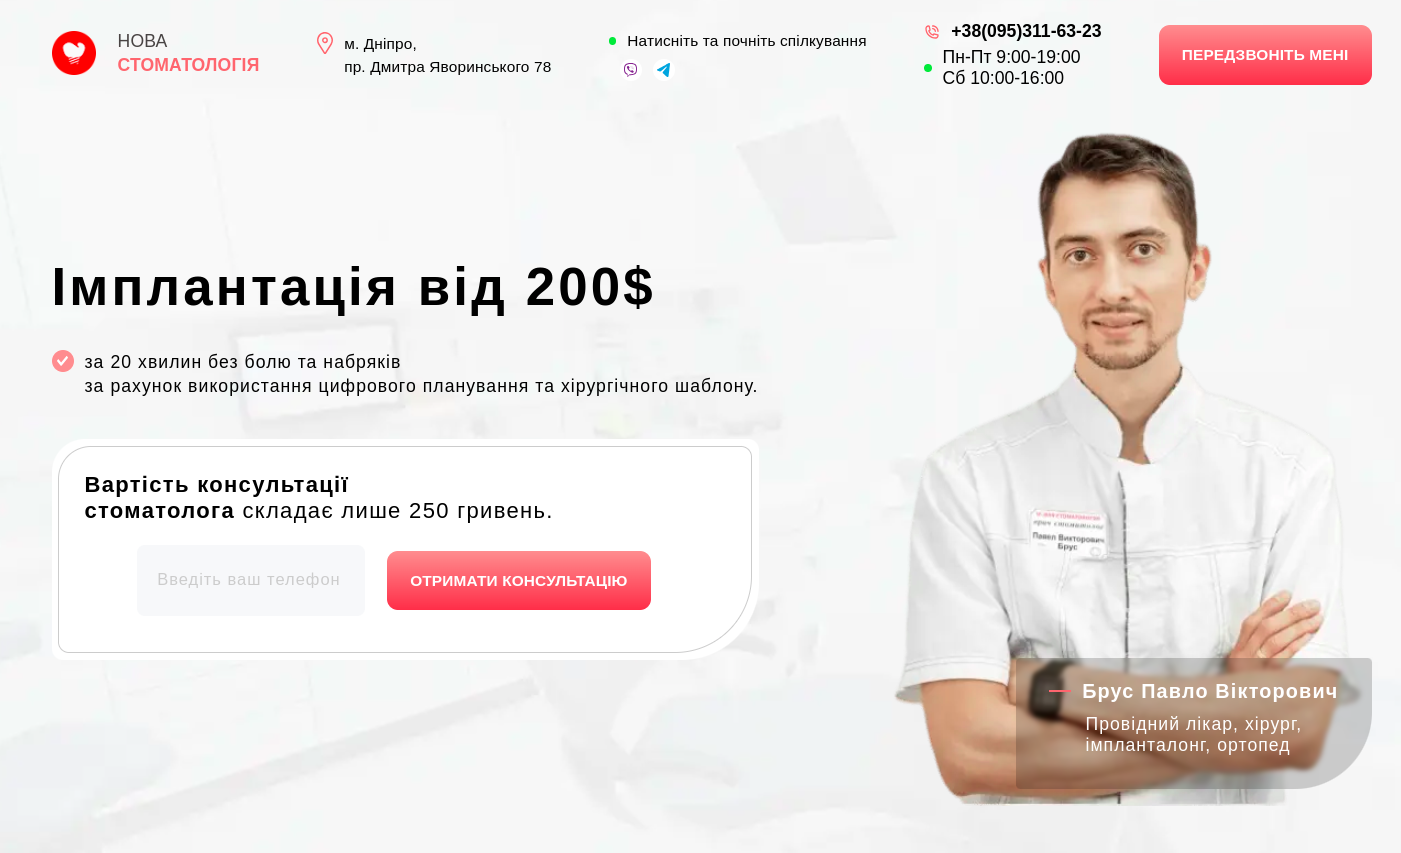 НОВА
СТОМАТОЛОГІЯ
м. Дніпро,
пр. Дмитра Яворинського 78
Натисніть та почніть спілкування
+38(095)311-63-23
Пн-Пт 9:00-19:00
Сб 10:00-16:00
ПЕРЕДЗВОНІТЬ МЕНІ
Імплантація від 200$
за 20 хвилин без болю та набряків
за рахунок використання цифрового планування та хірургічного шаблону.
Вартість консультації
стоматолога складає лише 250 гривень.
Введіть ваш телефон
ОТРИМАТИ КОНСУЛЬТАЦІЮ
Павел Викторович
Брус
Брус Павло Вікторович
Провідний лікар, хірург,
імпланталонг, ортопед